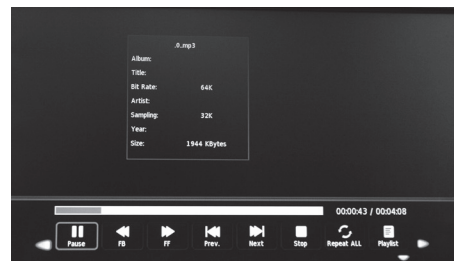 .0.mp3
Album:
Title:
Bit Rate: 64K
Artist:
Sampling: 32K
Year:
Size: 1944 KBytes
00:00:43 / 00:04:08
Pause FB FF Prev. Next Stop Repeat ALL Playlist